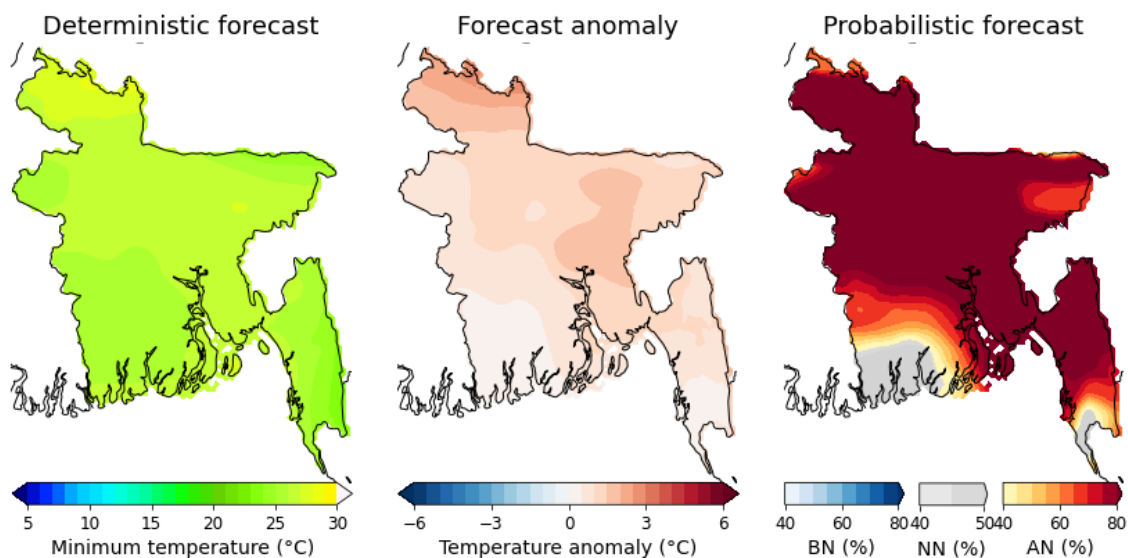 Deterministic forecast
Forecast anomaly
Probabilistic forecast
5 10 15 20 25 30
Minimum temperature (°C)
−6 −3 0 3 6
Temperature anomaly (°C)
40 60 80
BN (%)
40 50
NN (%)
40 60 80
AN (%)